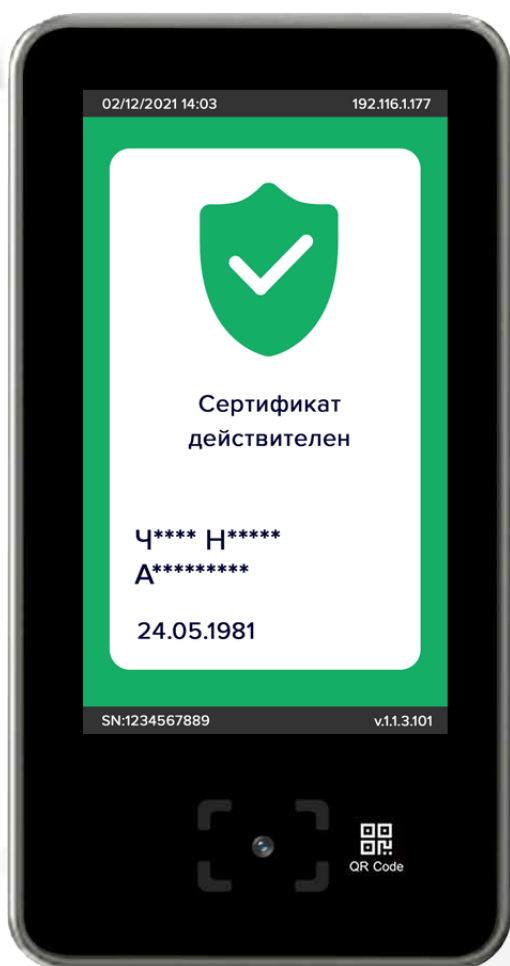 02/12/2021 14:03 192.116.1.177
Сертификат
действителен
Ч**** Н*****
А*********
24.05.1981
SN:1234567889 v.1.1.3.101
QR Code